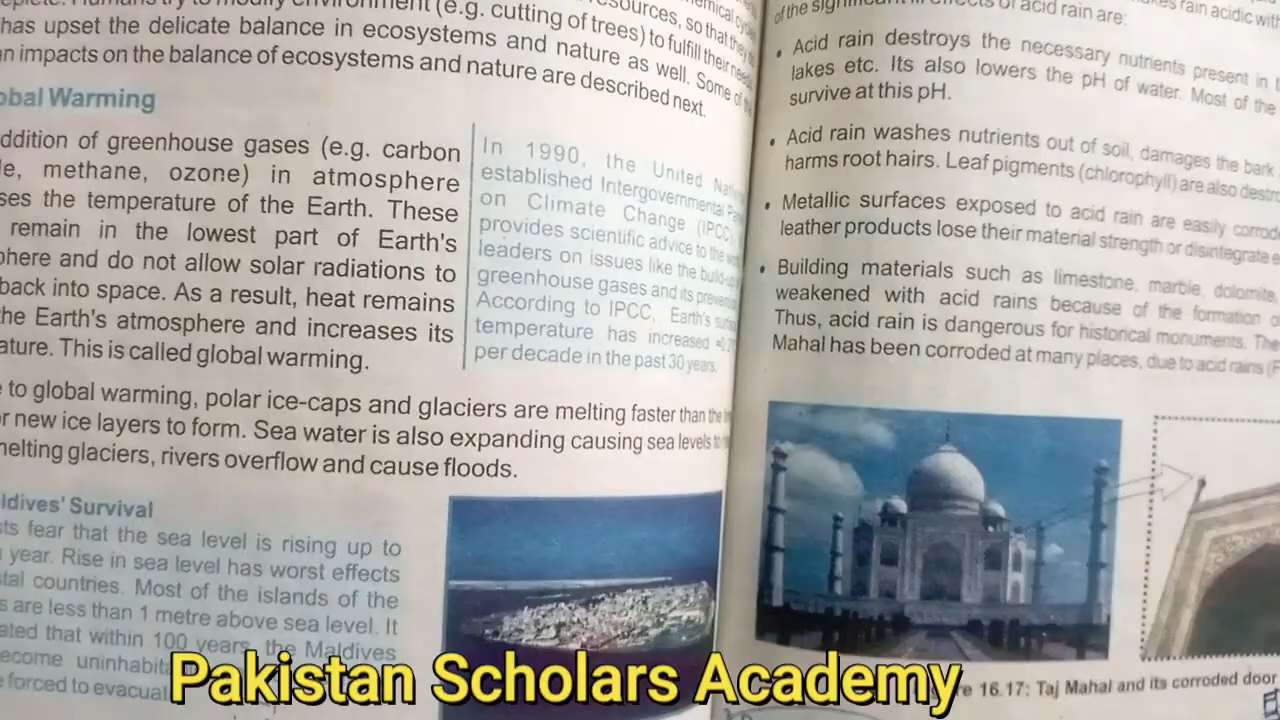 environment (e.g. cutting of trees) to fulfill their
has upset the delicate balance in ecosystems and nature as well. Some of
impacts on the balance of ecosystems and nature are described next.
obal Warming
ddition of greenhouse gases (e.g. carbon
e, methane, ozone) in atmosphere
ses the temperature of the Earth. These
remain in the lowest part of Earth's
phere and do not allow solar radiations to
back into space. As a result, heat remains
the Earth's atmosphere and increases its
ature. This is called global warming.
In 1990, the United
established Intergovernmental
on Climate Change (IPCC)
provides scientific advice to the
leaders on issues like the build-
greenhouse gases and its
According to IPCC, Earth's
temperature has increased
per decade in the past 30 years.
to global warming, polar ice-caps and glaciers are melting faster than the
r new ice layers to form. Sea water is also expanding causing sea levels to
melting glaciers, rivers overflow and cause floods.
ldives' Survival
sts fear that the sea level is rising up to
year. Rise in sea level has worst effects
stal countries. Most of the islands of the
s are less than 1 metre above sea level. It
ated that within 100 years, the Maldives
ecome
forced to
of the of acid rain are:
• Acid rain destroys the necessary nutrients present in
lakes etc. Its also lowers the pH of water. Most of the
survive at this pH.
• Acid rain washes nutrients out of soil, damages the bark
harms root hairs. Leaf pigments (chlorophyll) are also
• Metallic surfaces exposed to acid rain are easily
leather products lose their material strength or disintegrate
• Building materials such as limestone, marble, dolomite,
weakened with acid rains because of the formation
Thus, acid rain is dangerous for historical monuments.
Mahal has been corroded at many places, due to acid rains
16.17: Taj Mahal and its corroded door
Pakistan Scholars Academy